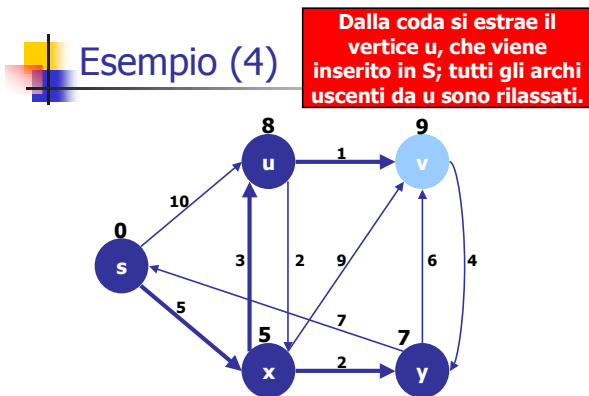 Esempio (4)
Dalla coda si estrae il
vertice u, che viene
inserito in S; tutti gli archi
uscenti da u sono rilassati.
8
9
u
1
v
10
0
s
3
2
9
6
4
5
7
5
7
x
2
y